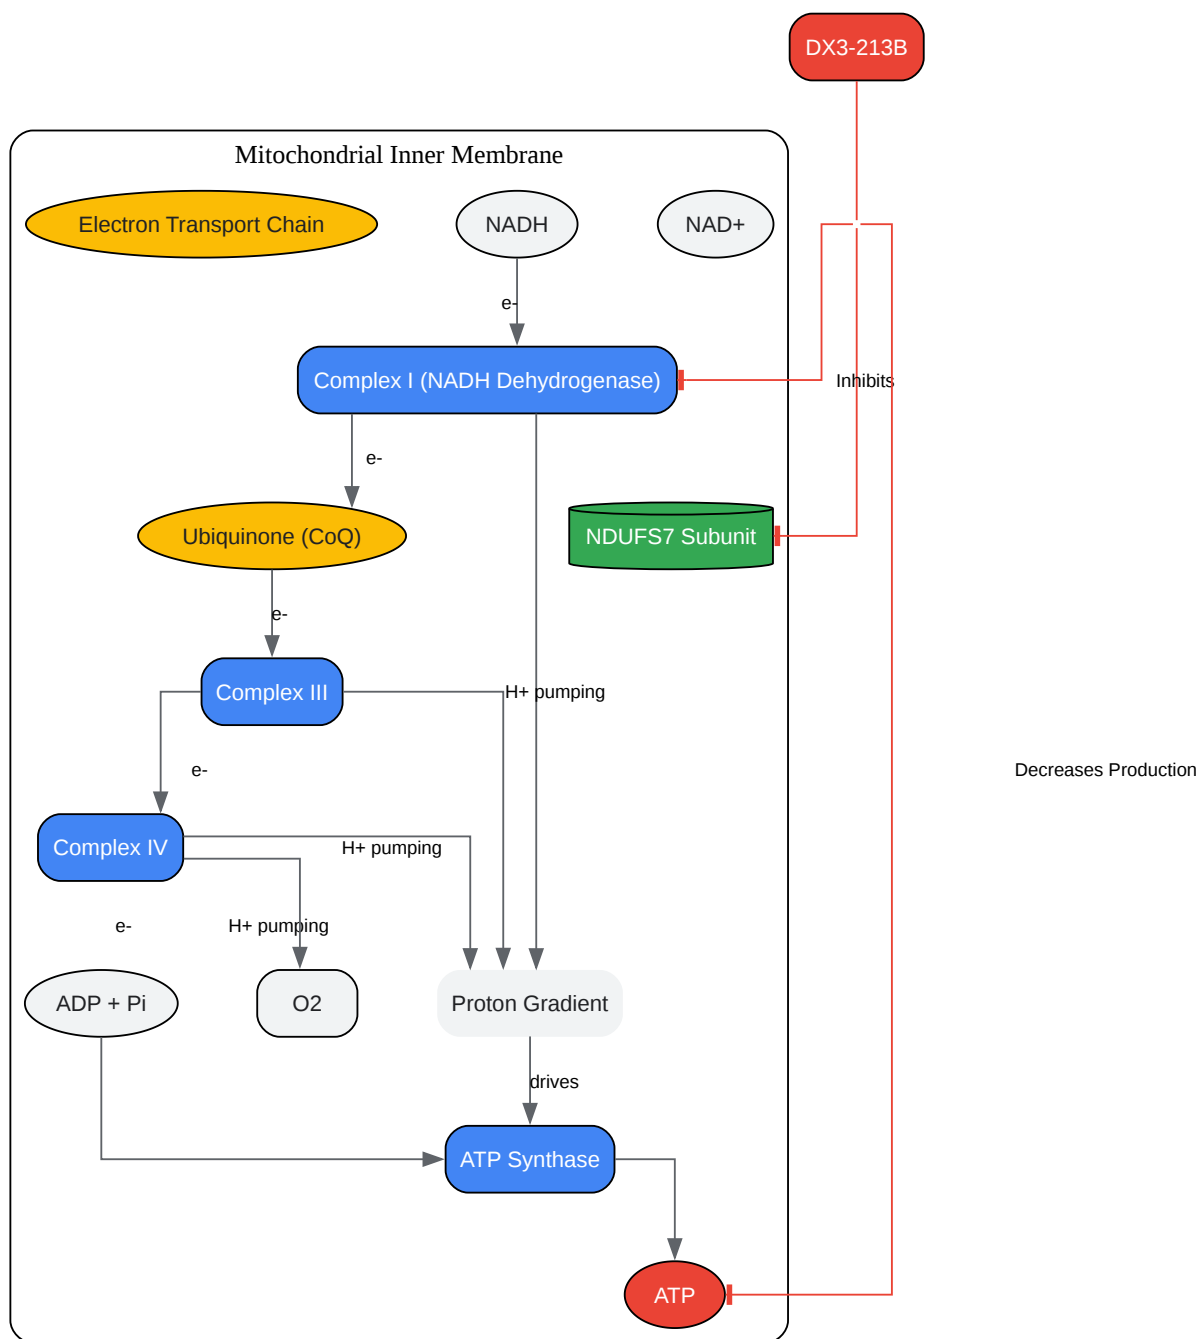 DX3-213B
Mitochondrial Inner Membrane
Electron Transport Chain
NADH
NAD+
e-
Complex I (NADH Dehydrogenase)
Inhibits
e-
Ubiquinone (CoQ)
NDUFS7 Subunit
e-
Complex III
H+ pumping
e-
Decreases Production
Complex IV
H+ pumping
e-
H+ pumping
ADP + Pi
O2
Proton Gradient
drives
ATP Synthase
ATP